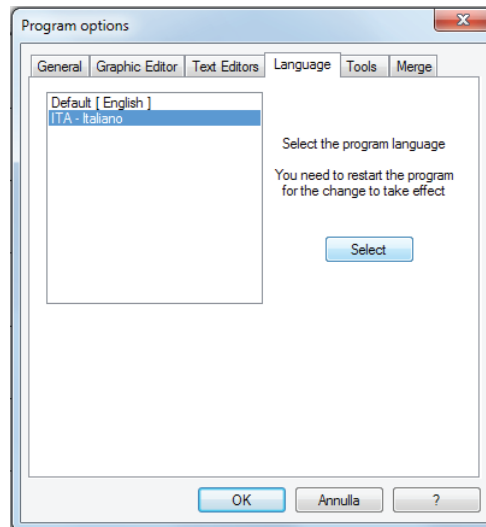 Program options
General Graphic Editor Text Editors Language Tools Merge
Default [ English ]
ITA - Italiano
Select the program language
You need to restart the program
for the change to take effect
Select
OK Annulla ?